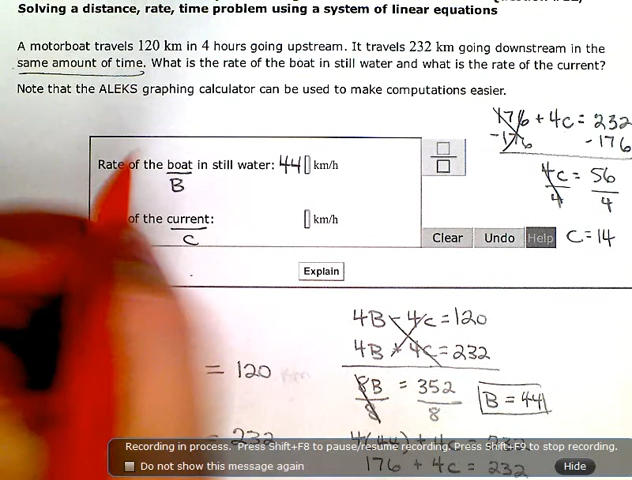 Solving a distance, rate, time problem using a system of linear equations
A motorboat travels 120 km in 4 hours going upstream. It travels 232 km going downstream in the
same amount of time. What is the rate of the boat in still water and what is the rate of the current?
Note that the ALEKS graphing calculator can be used to make computations easier.
176 + 4c = 232
-176 -176
4c = 56
4 4
C = 14
Rate of the boat in still water: 44 km/h
B
of the current: km/h
C
Clear Undo Help
Explain
4B - 4c = 120
4B + 4c = 232
8B = 352
8 8
B = 44
= 120
= 232
176 + 4c = 232
Recording in process. Press Shift+F8 to pause/resume recording. Press Shift+F9 to stop recording.
Do not show this message again
Hide